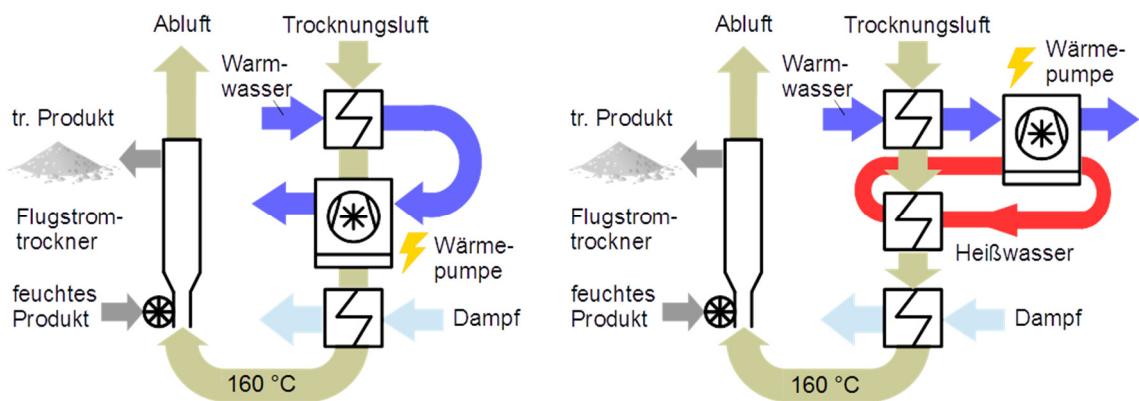 Abluft
Trocknungsluft
Warm-
wasser
tr. Produkt
Flugstrom-
trockner
Wärme-
pumpe
feuchtes
Produkt
Dampf
160 °C
Abluft
Trocknungsluft
Wärme-
pumpe
Warm-
wasser
tr. Produkt
Flugstrom-
trockner
Heißwasser
feuchtes
Produkt
Dampf
160 °C